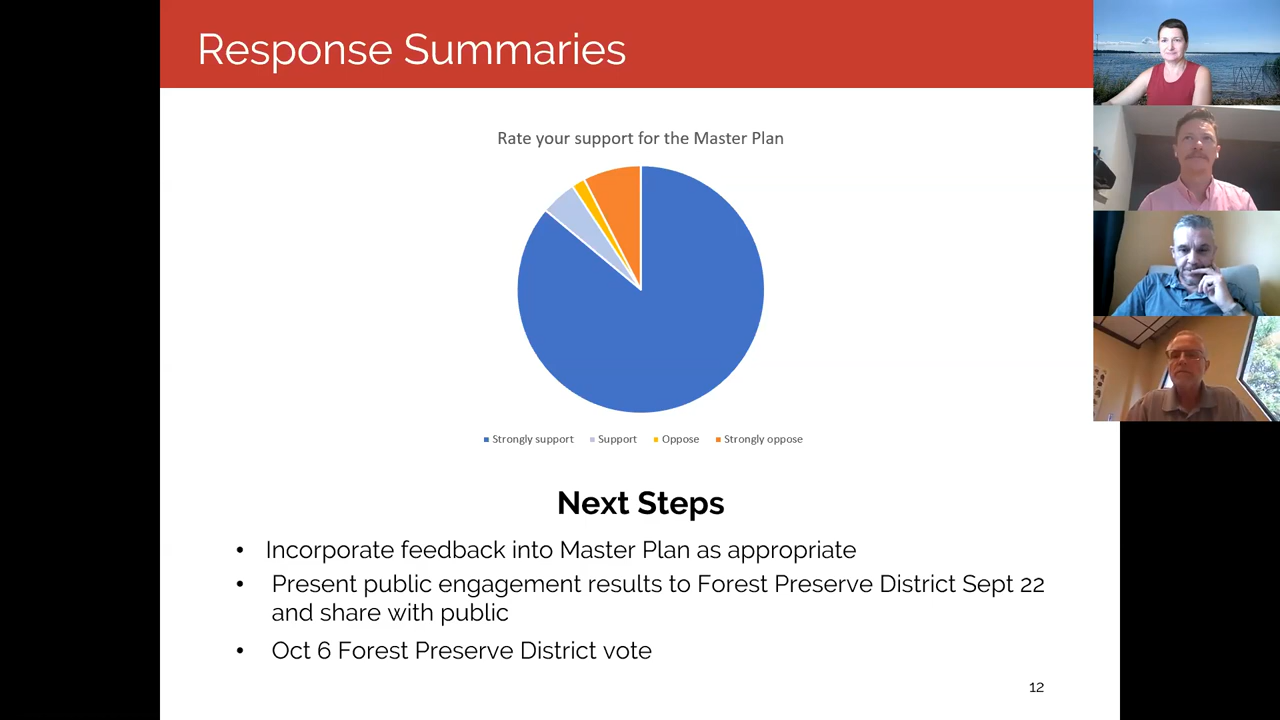 Response Summaries
Rate your support for the Master Plan
Strongly support Support Oppose Strongly oppose
Next Steps
• Incorporate feedback into Master Plan as appropriate
• Present public engagement results to Forest Preserve District Sept 22
and share with public
• Oct 6 Forest Preserve District vote
12